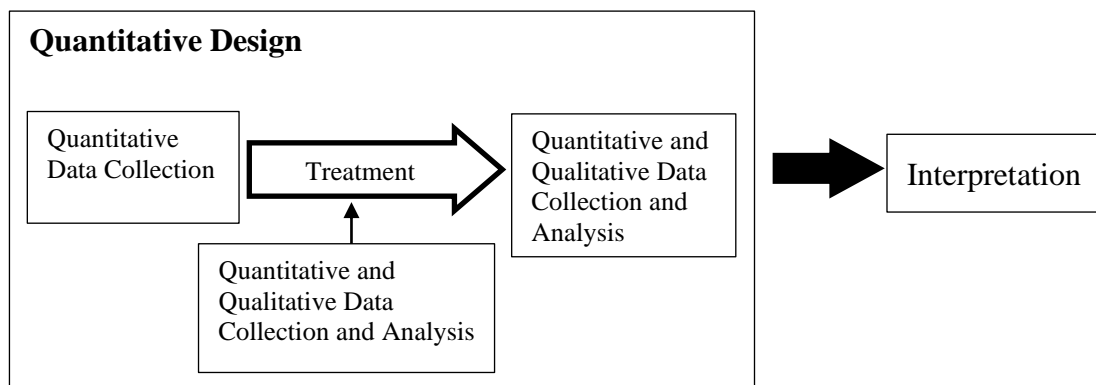 Quantitative Design
Quantitative
Data Collection
Treatment
Quantitative and
Qualitative Data
Collection and
Analysis
Interpretation
Quantitative and
Qualitative Data
Collection and Analysis